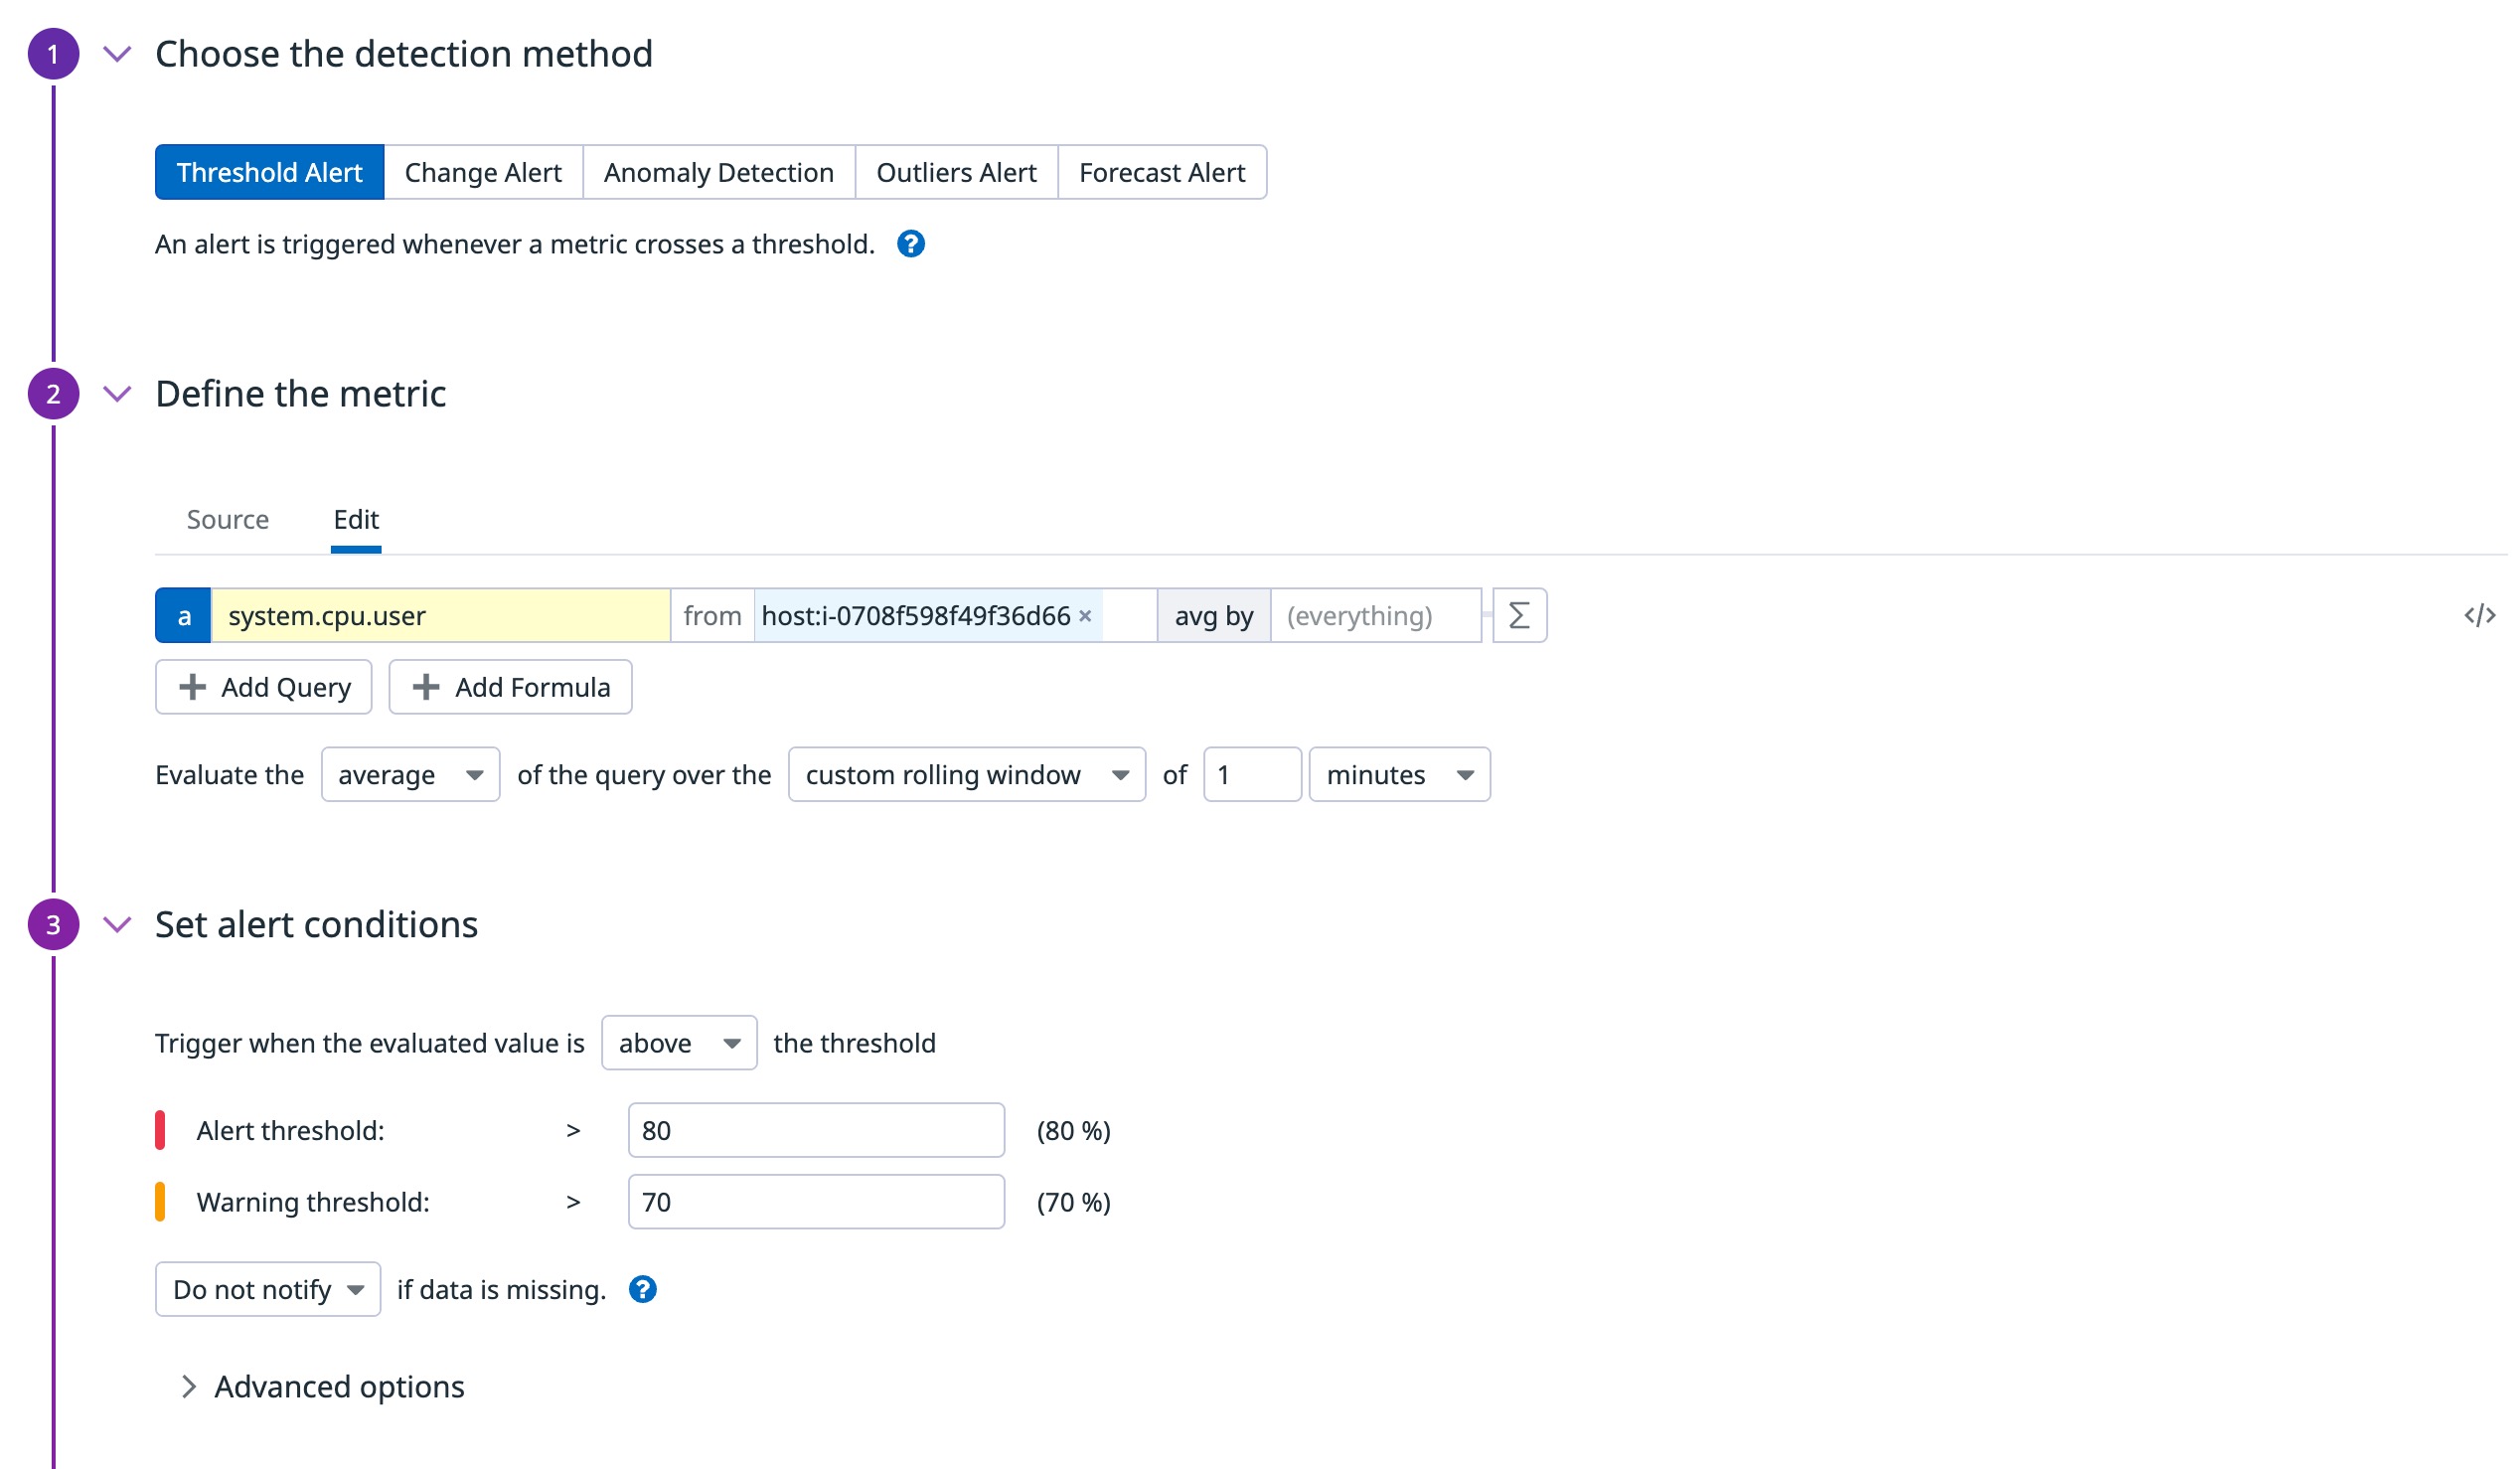 1 Choose the detection method
Threshold Alert Change Alert Anomaly Detection Outliers Alert Forecast Alert
An alert is triggered whenever a metric crosses a threshold. ?
2 Define the metric
Source Edit
a system.cpu.user from host:i-0708f598f49f36d66 × avg by (everything) Σ </>
+ Add Query + Add Formula
Evaluate the average of the query over the custom rolling window of 1 minutes
3 Set alert conditions
Trigger when the evaluated value is above the threshold
Alert threshold: > 80 (80 %)
Warning threshold: > 70 (70 %)
Do not notify if data is missing. ?
Advanced options